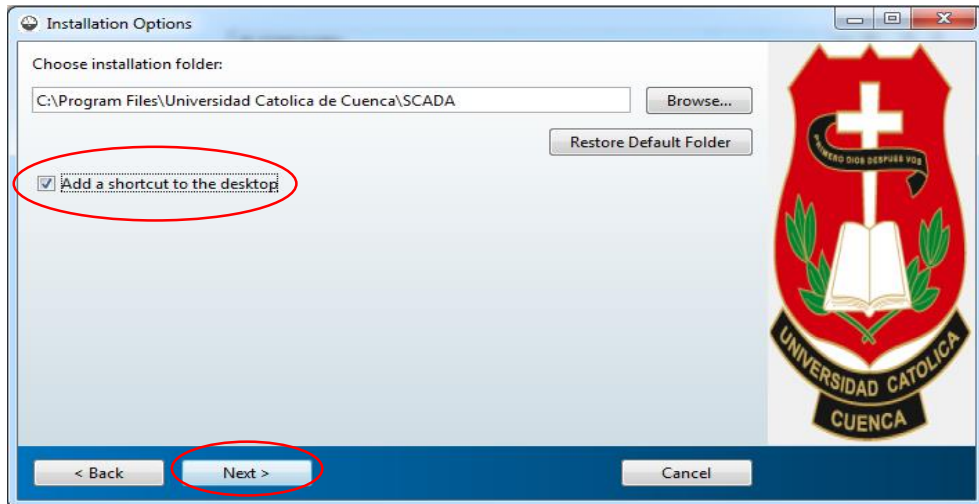 Installation Options
Choose installation folder:
C:\Program Files\Universidad Catolica de Cuenca\SCADA
Browse...
Restore Default Folder
Add a shortcut to the desktop
PRIMERO DIOS DESPUES VOS
UNIVERSIDAD CATOLICA
CUENCA
< Back
Next >
Cancel